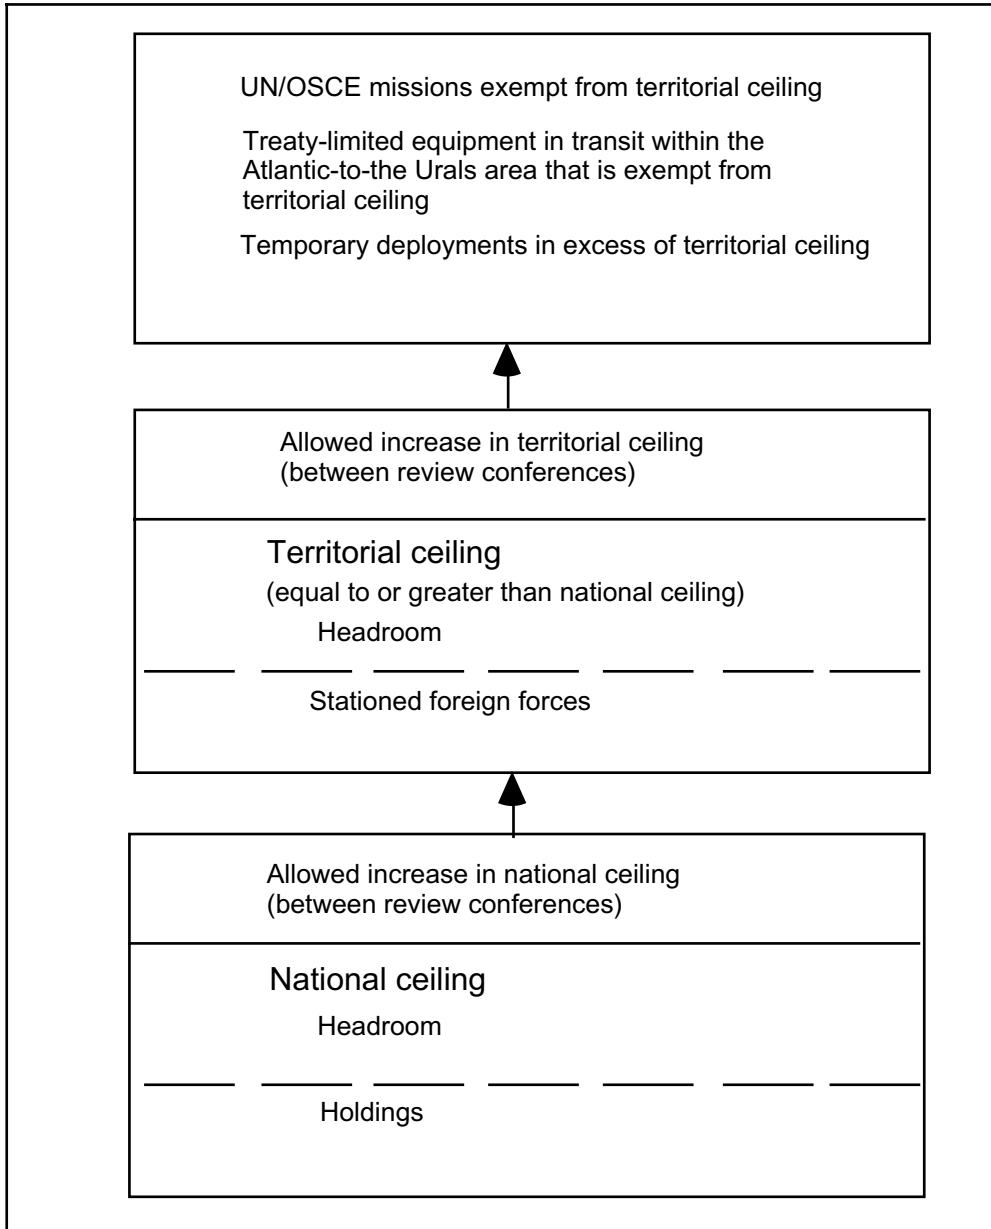 UN/OSCE missions exempt from territorial ceiling
Treaty-limited equipment in transit within the
Atlantic-to-the Urals area that is exempt from
territorial ceiling
Temporary deployments in excess of territorial ceiling
Allowed increase in territorial ceiling
(between review conferences)
Territorial ceiling
(equal to or greater than national ceiling)
Headroom
Stationed foreign forces
Allowed increase in national ceiling
(between review conferences)
National ceiling
Headroom
Holdings